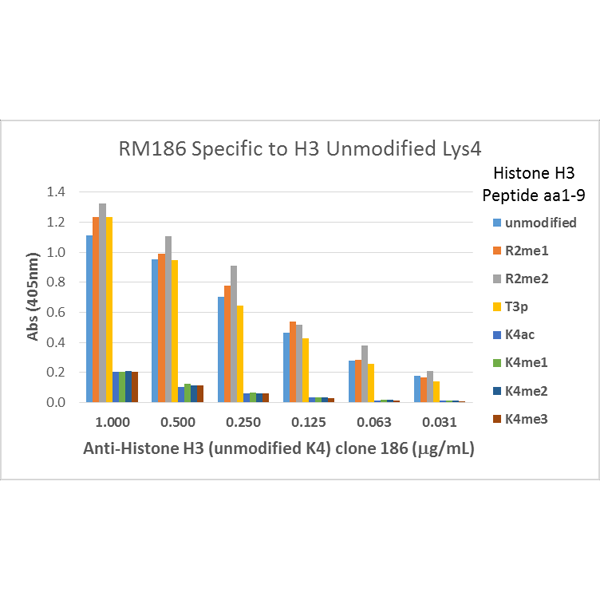 RM186 Specific to H3 Unmodified Lys4
Histone H3
Peptide aa1-9
unmodified
R2me1
R2me2
T3p
K4ac
K4me1
K4me2
K4me3
Abs (405nm)
1.4
1.2
1.0
0.8
0.6
0.4
0.2
0.0
1.000 0.500 0.250 0.125 0.063 0.031
Anti-Histone H3 (unmodified K4) clone 186 (µg/mL)